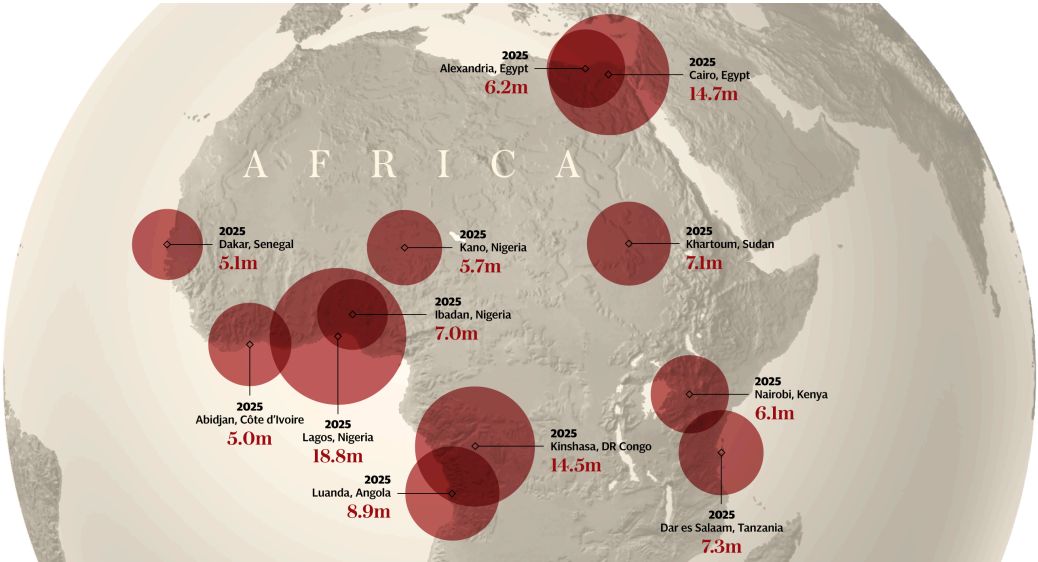 2025
Alexandria, Egypt
6.2m
2025
Cairo, Egypt
14.7m
AFRICA
2025
Dakar, Senegal
5.1m
2025
Kano, Nigeria
5.7m
2025
Khartoum, Sudan
7.1m
2025
Ibadan, Nigeria
7.0m
2025
Abidjan, Côte d'Ivoire
5.0m
2025
Lagos, Nigeria
18.8m
2025
Kinshasa, DR Congo
14.5m
2025
Nairobi, Kenya
6.1m
2025
Luanda, Angola
8.9m
2025
Dar es Salaam, Tanzania
7.3m